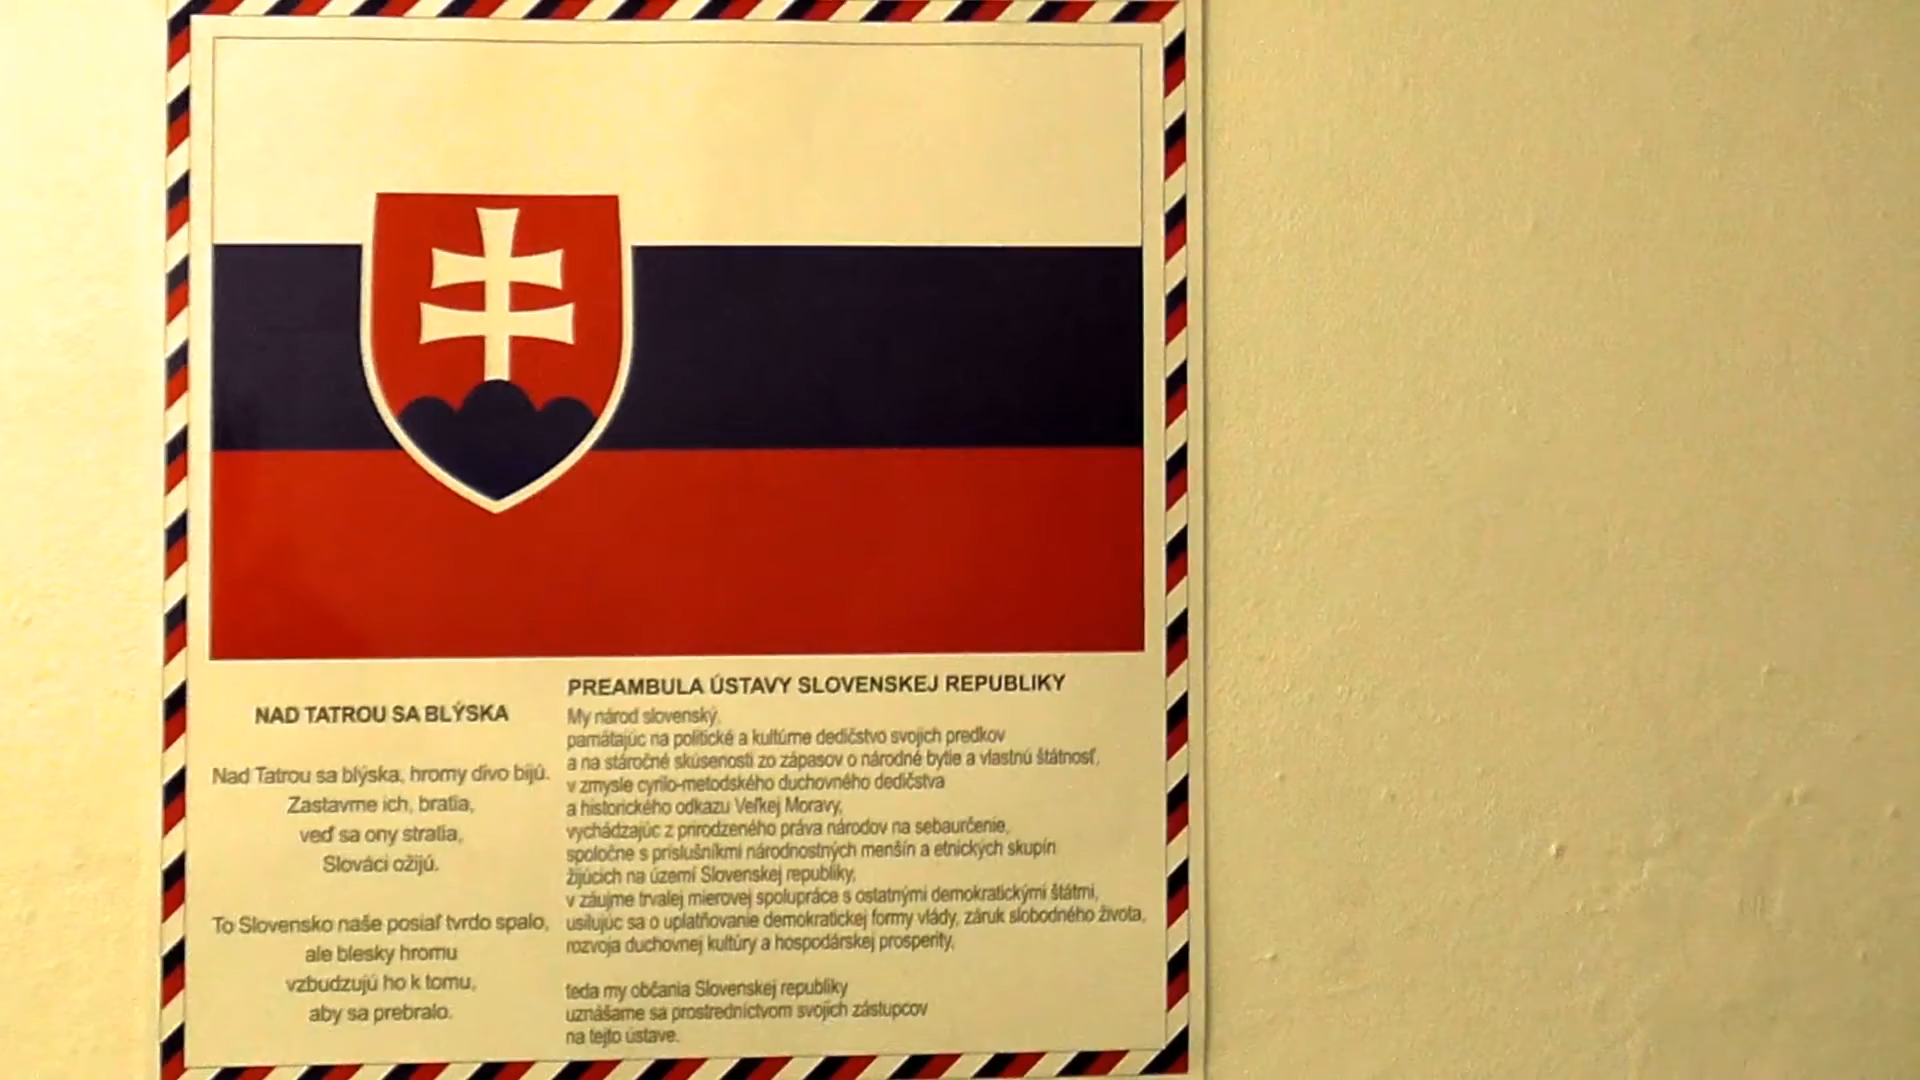 NAD TATROU SA BLÝSKA
Nad Tatrou sa blýska, hromy divo bijú.
Zastavme ich, bratia,
veď sa ony stratia,
Slováci ožijú.
To Slovensko naše posiaľ tvrdo spalo,
ale blesky hromu
vzbudzujú ho k tomu,
aby sa prebralo.
PREAMBULA ÚSTAVY SLOVENSKEJ REPUBLIKY
My národ slovenský,
pamätajúc na politické a kultúrne dedičstvo svojich predkov
a na stáročné skúsenosti zo zápasov o národné bytie a vlastnú štátnosť,
v zmysle cyrilo-metodského duchovného dedičstva
a historického odkazu Veľkej Moravy,
vychádzajúc z prirodzeného práva národov na sebaurčenie,
spoločne s príslušníkmi národnostných menšín a etnických skupín
žijúcich na území Slovenskej republiky,
v záujme trvalej mierovej spolupráce s ostatnými demokratickými štátmi,
usilujúc sa o uplatňovanie demokratickej formy vlády, záruk slobodného života,
rozvoja duchovnej kultúry a hospodárskej prosperity,
teda my občania Slovenskej republiky
uznášame sa prostredníctvom svojich zástupcov
na tejto ústave.